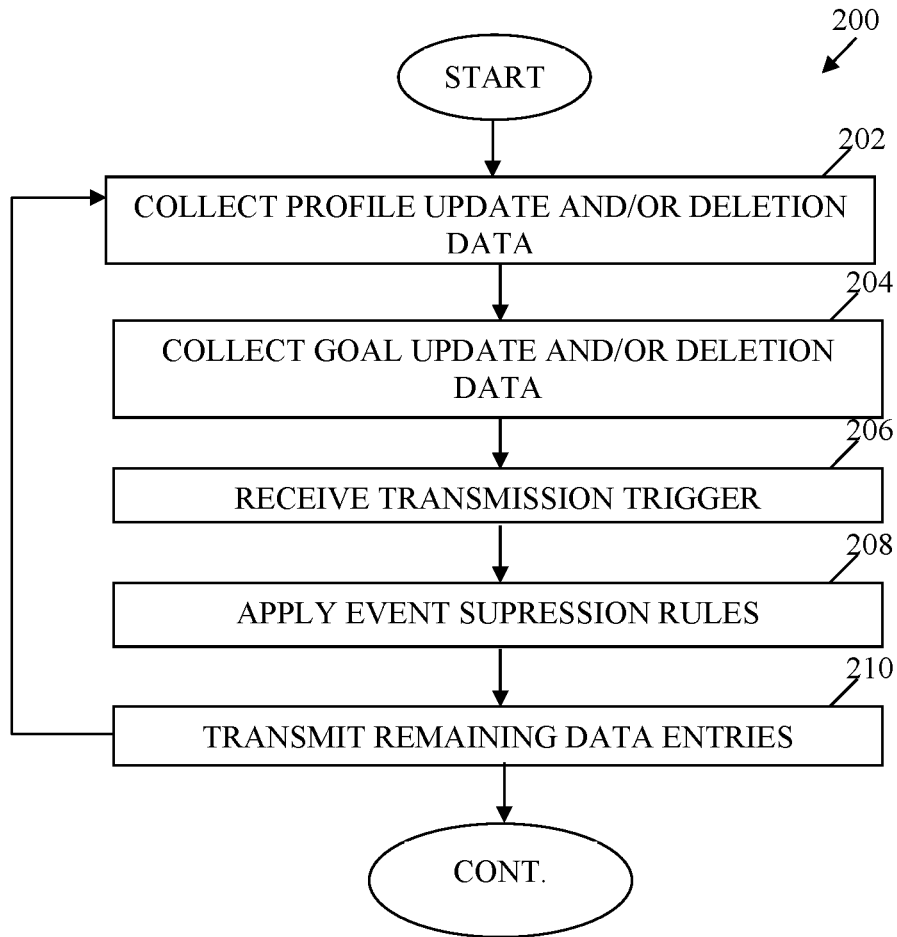 200
START
202
COLLECT PROFILE UPDATE AND/OR DELETION
DATA
204
COLLECT GOAL UPDATE AND/OR DELETION
DATA
206
RECEIVE TRANSMISSION TRIGGER
208
APPLY EVENT SUPRESSION RULES
210
TRANSMIT REMAINING DATA ENTRIES
CONT.